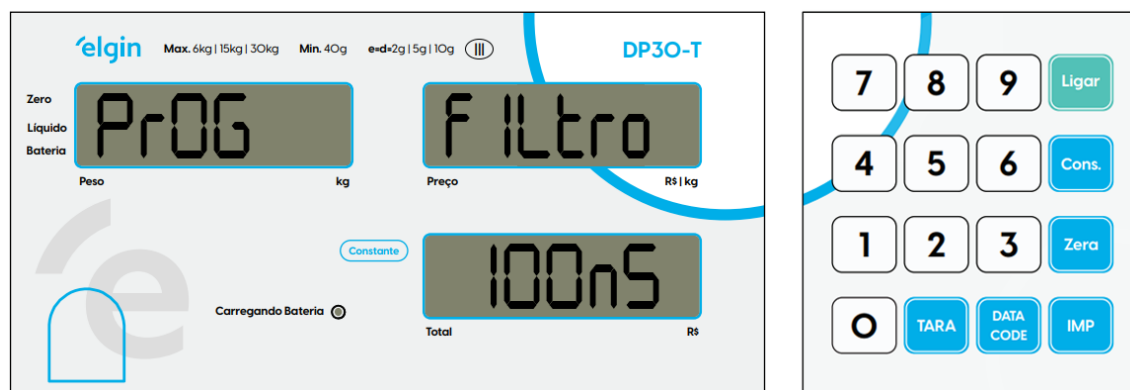 elgin Max. 6kg | 15kg | 30kg Min. 40g e=d=2g | 5g | 10g III DP30-T
Zero
Líquido
Bateria
PrOG
FILtro
Peso kg
Preço R$ | kg
Constante
100nS
Carregando Bateria
Total R$
7 8 9 Ligar
4 5 6 Cons.
1 2 3 Zera
0 TARA DATA CODE IMP